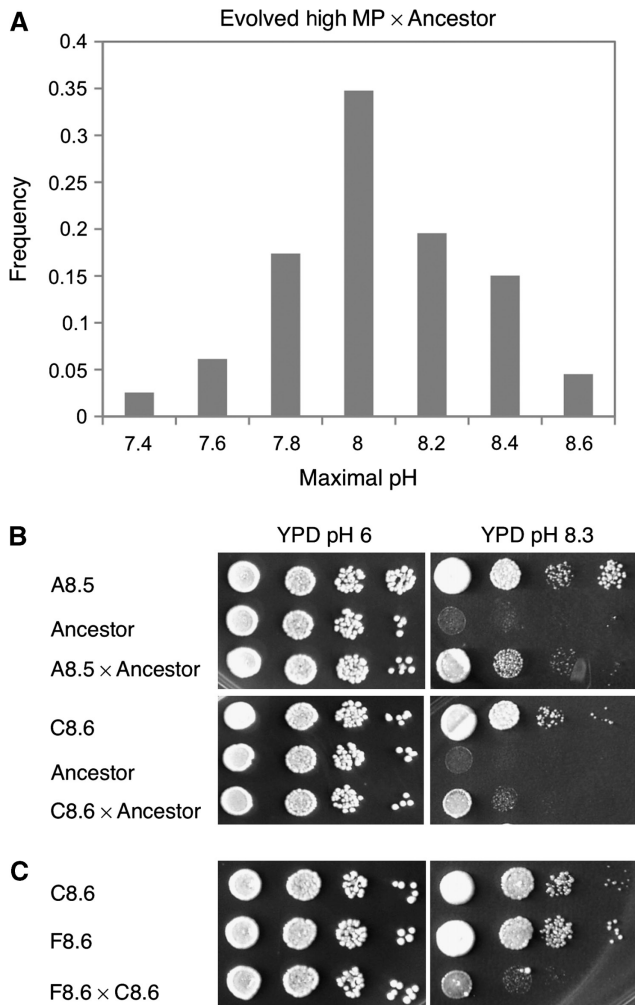 A
Evolved high MP × Ancestor
0.4
0.35
0.3
0.25
0.2
0.15
0.1
0.05
0
Frequency
7.4 7.6 7.8 8 8.2 8.4 8.6
Maximal pH
B
YPD pH 6 YPD pH 8.3
A8.5
Ancestor
A8.5 × Ancestor
C8.6
Ancestor
C8.6 × Ancestor
C
C8.6
F8.6
F8.6 × C8.6